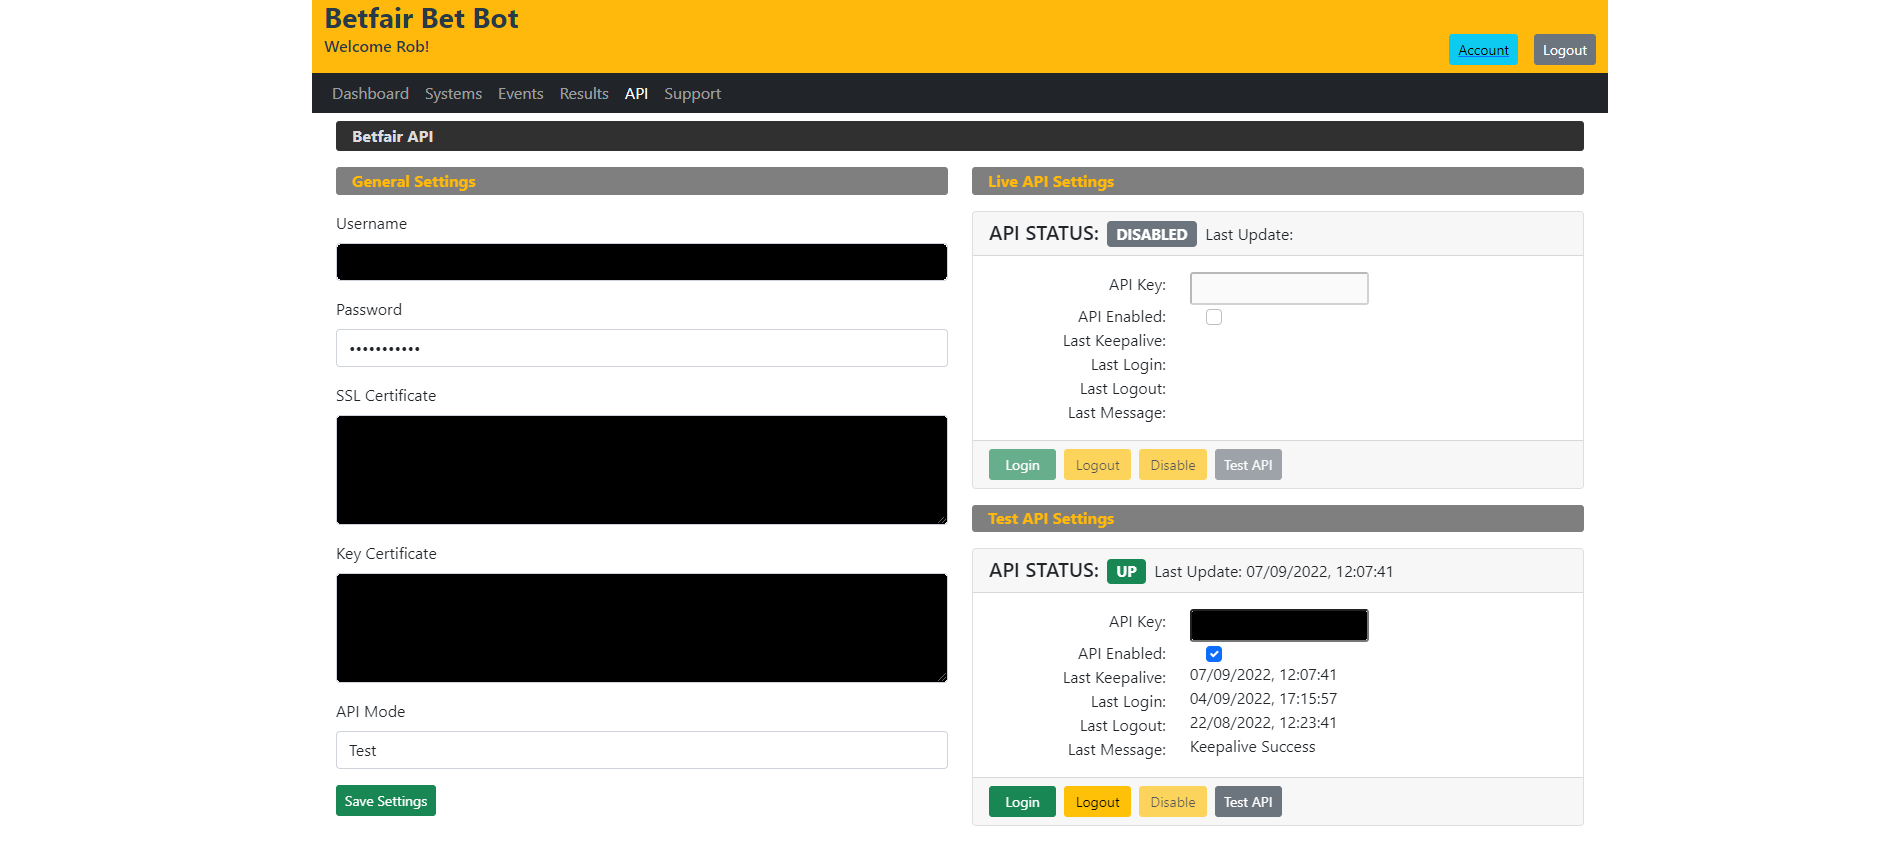 Betfair Bet Bot
Welcome Rob!
Account
Logout
Dashboard Systems Events Results API Support
Betfair API
General Settings
Username
Password
•••••••••••
SSL Certificate
Key Certificate
API Mode
Test
Save Settings
Live API Settings
API STATUS: DISABLED Last Update:
API Key:
API Enabled:
Last Keepalive:
Last Login:
Last Logout:
Last Message:
Login Logout Disable Test API
Test API Settings
API STATUS: UP Last Update: 07/09/2022, 12:07:41
API Key:
API Enabled:
Last Keepalive: 07/09/2022, 12:07:41
Last Login: 04/09/2022, 17:15:57
Last Logout: 22/08/2022, 12:23:41
Last Message: Keepalive Success
Login Logout Disable Test API